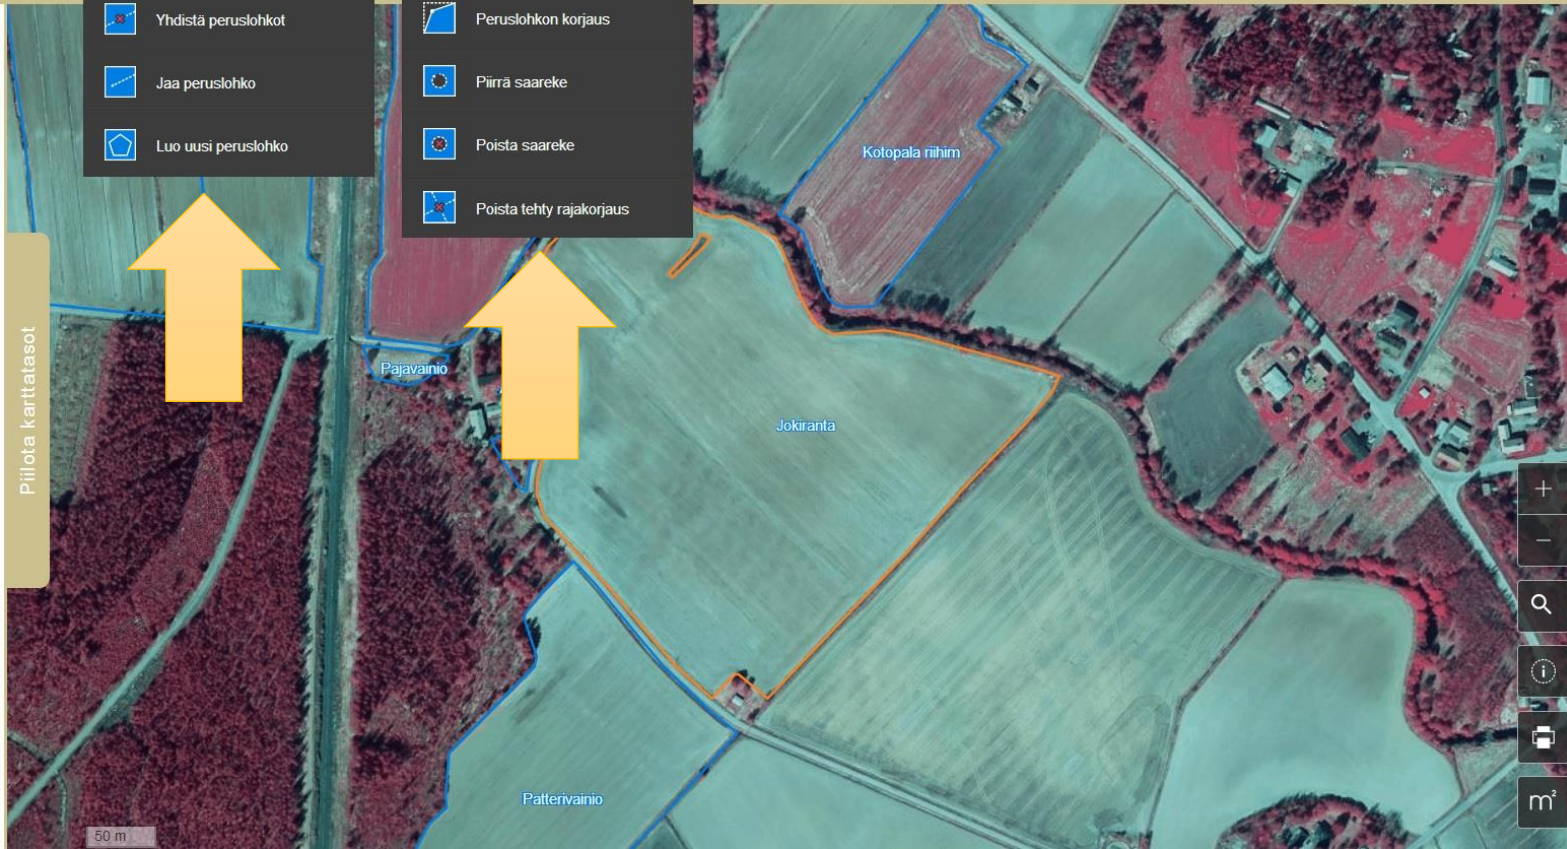 Yhdistä peruslohkot
Jaa peruslohko
Luo uusi peruslohko
Peruslohkon korjaus
Piirrä saareke
Poista saareke
Poista tehty rajakorjaus
Kotopala riihim
Piilota karttatasot
Pajavainio
Jokiranta
Patterivainio
50 m
+
−
i
m²